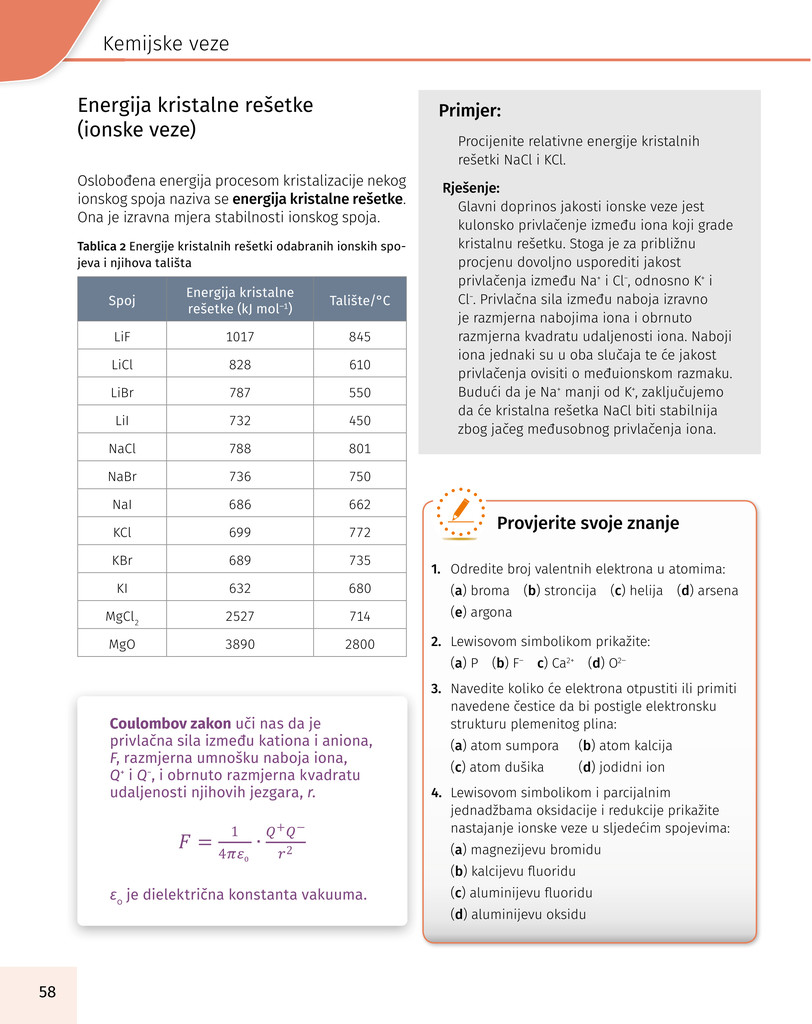 Kemijske veze
Energija kristalne rešetke
(ionske veze)
Oslobođena energija procesom kristalizacije nekog
ionskog spoja naziva se energija kristalne rešetke.
Ona je izravna mjera stabilnosti ionskog spoja.
Tablica 2 Energije kristalnih rešetki odabranih ionskih spo-
jeva i njihova tališta
Spoj Energija kristalne rešetke (kJ mol⁻¹) Talište/°C
LiF 1017 845
LiCl 828 610
LiBr 787 550
LiI 732 450
NaCl 788 801
NaBr 736 750
NaI 686 662
KCl 699 772
KBr 689 735
KI 632 680
MgCl₂ 2527 714
MgO 3890 2800
Coulombov zakon uči nas da je
privlačna sila između kationa i aniona,
F, razmjerna umnošku naboja iona,
Q⁺ i Q⁻, i obrnuto razmjerna kvadratu
udaljenosti njihovih jezgara, r.
F = 1/4πε₀ · Q⁺Q⁻/r²
ε₀ je dielektrična konstanta vakuuma.
Primjer:
Procijenite relativne energije kristalnih
rešetki NaCl i KCl.
Rješenje:
Glavni doprinos jakosti ionske veze jest
kulonsko privlačenje između iona koji grade
kristalnu rešetku. Stoga je za približnu
procjenu dovoljno usporediti jakost
privlačenja između Na⁺ i Cl⁻, odnosno K⁺ i
Cl⁻. Privlačna sila između naboja izravno
je razmjerna nabojima iona i obrnuto
razmjerna kvadratu udaljenosti iona. Naboji
iona jednaki su u oba slučaja te će jakost
privlačenja ovisiti o međuionskom razmaku.
Budući da je Na⁺ manji od K⁺, zaključujemo
da će kristalna rešetka NaCl biti stabilnija
zbog jačeg međusobnog privlačenja iona.
Provjerite svoje znanje
1. Odredite broj valentnih elektrona u atomima:
(a) broma (b) stroncija (c) helija (d) arsena
(e) argona
2. Lewisovom simbolikom prikažite:
(a) P (b) F⁻ c) Ca²⁺ (d) O²⁻
3. Navedite koliko će elektrona otpustiti ili primiti
navedene čestice da bi postigle elektronsku
strukturu plemenitog plina:
(a) atom sumpora (b) atom kalcija
(c) atom dušika (d) jodidni ion
4. Lewisovom simbolikom i parcijalnim
jednadžbama oksidacije i redukcije prikažite
nastajanje ionske veze u sljedećim spojevima:
(a) magnezijevu bromidu
(b) kalcijevu fluoridu
(c) aluminijevu fluoridu
(d) aluminijevu oksidu
58